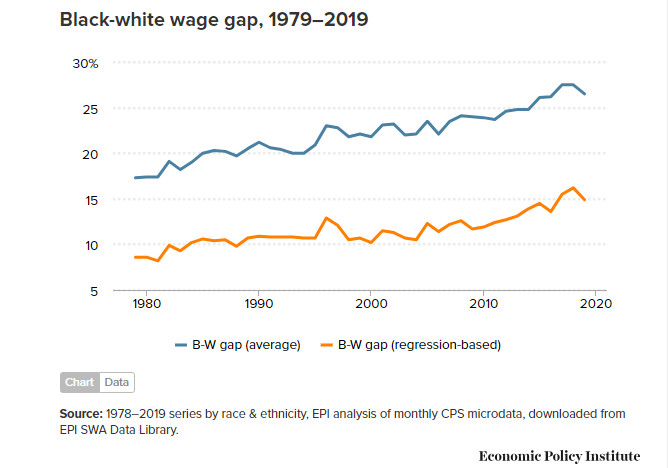 Black-white wage gap, 1979–2019
30%
25
20
15
10
5
1980 1990 2000 2010 2020
B-W gap (average) B-W gap (regression-based)
Chart Data
Source: 1978–2019 series by race & ethnicity, EPI analysis of monthly CPS microdata, downloaded from
EPI SWA Data Library.
Economic Policy Institute